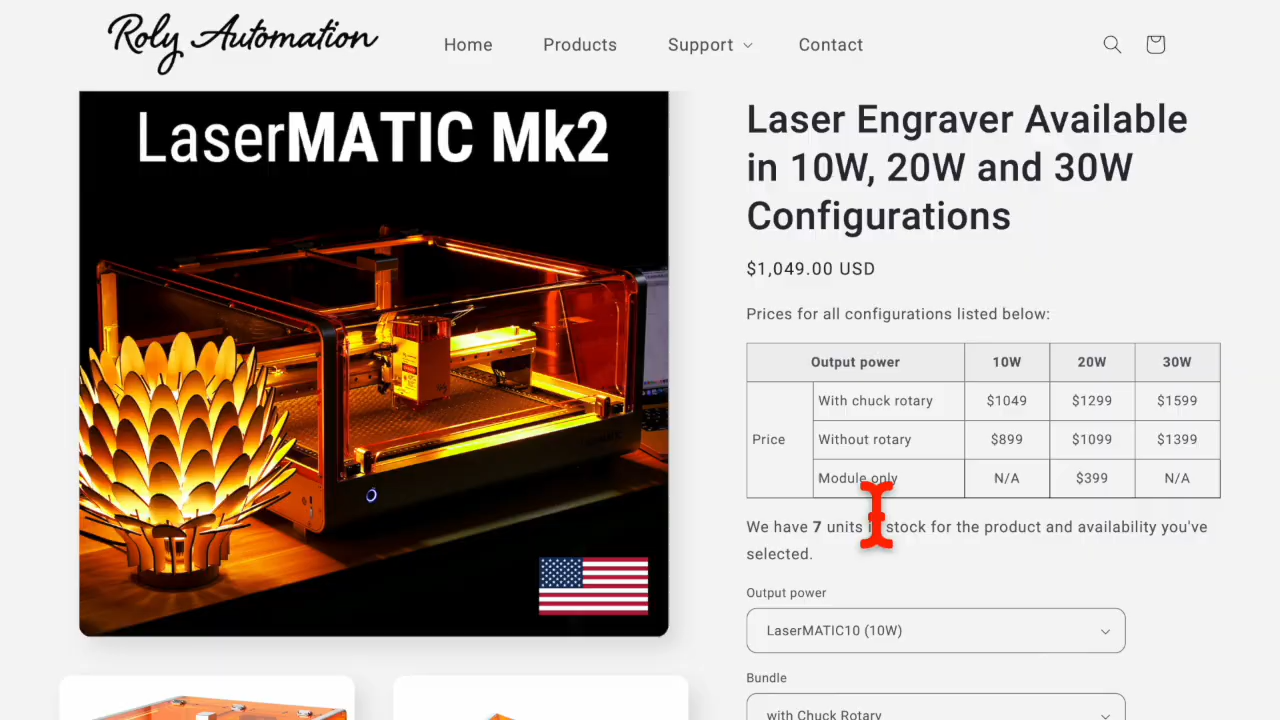 Roly Automation
Home Products Support Contact
LaserMATIC Mk2
Laser Engraver Available
in 10W, 20W and 30W
Configurations
$1,049.00 USD
Prices for all configurations listed below:
Output power 10W 20W 30W
Price
With chuck rotary $1049 $1299 $1599
Without rotary $899 $1099 $1399
Module only N/A $399 N/A
We have 7 units in stock for the product and availability you've
selected.
Output power
LaserMATIC10 (10W)
Bundle
with Chuck Rotary